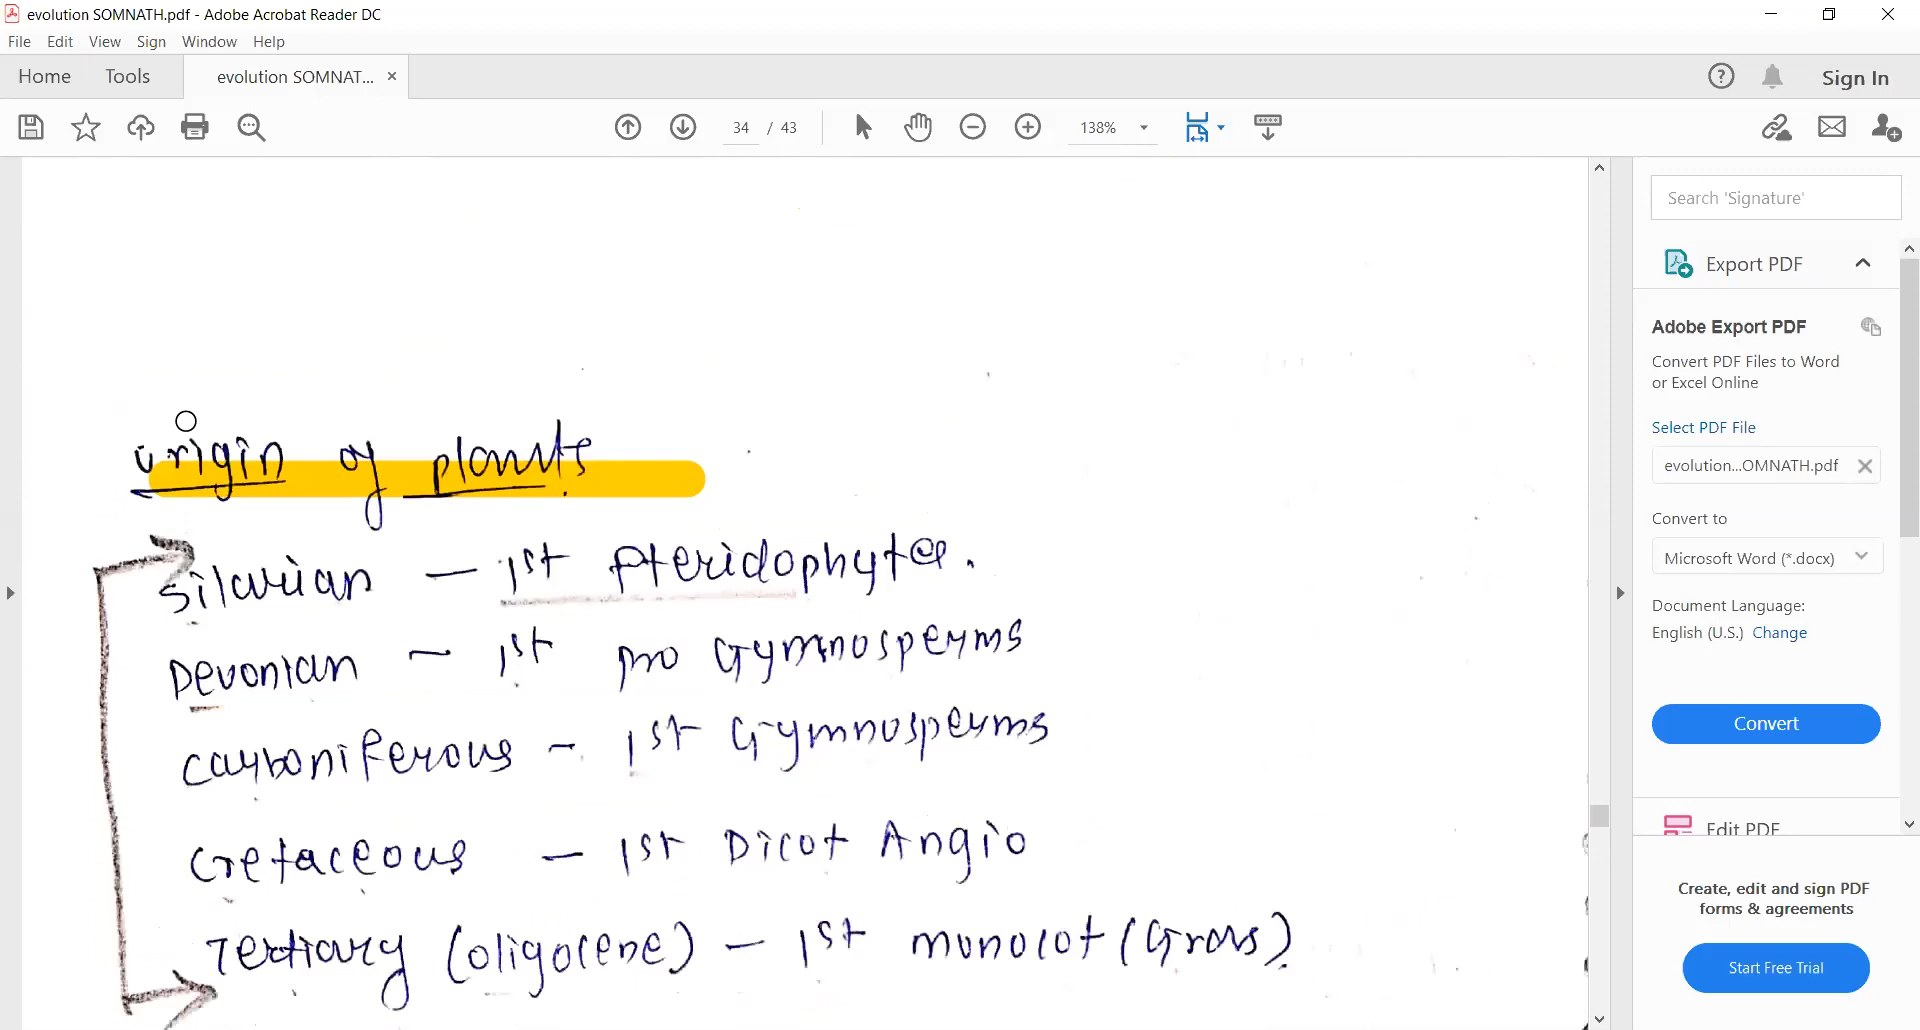 evolution SOMNATH.pdf - Adobe Acrobat Reader DC
File Edit View Sign Window Help
Home Tools evolution SOMNAT... × Sign In
34 / 43 138%
Search 'Signature'
Export PDF
Adobe Export PDF
Convert PDF Files to Word
or Excel Online
Select PDF File
evolution...OMNATH.pdf
Convert to
Microsoft Word (*.docx)
Document Language:
English (U.S.) Change
Convert
Edit PDF
Create, edit and sign PDF
forms & agreements
Start Free Trial
origin of plants
Silurian - 1st Pteridophyte.
Devonian - 1st pro Gymnosperms
Carboniferous - 1st Gymnosperms
Cretaceous - 1st Dicot Angio
Tertiary (oligocene) - 1st monocot (Grass)